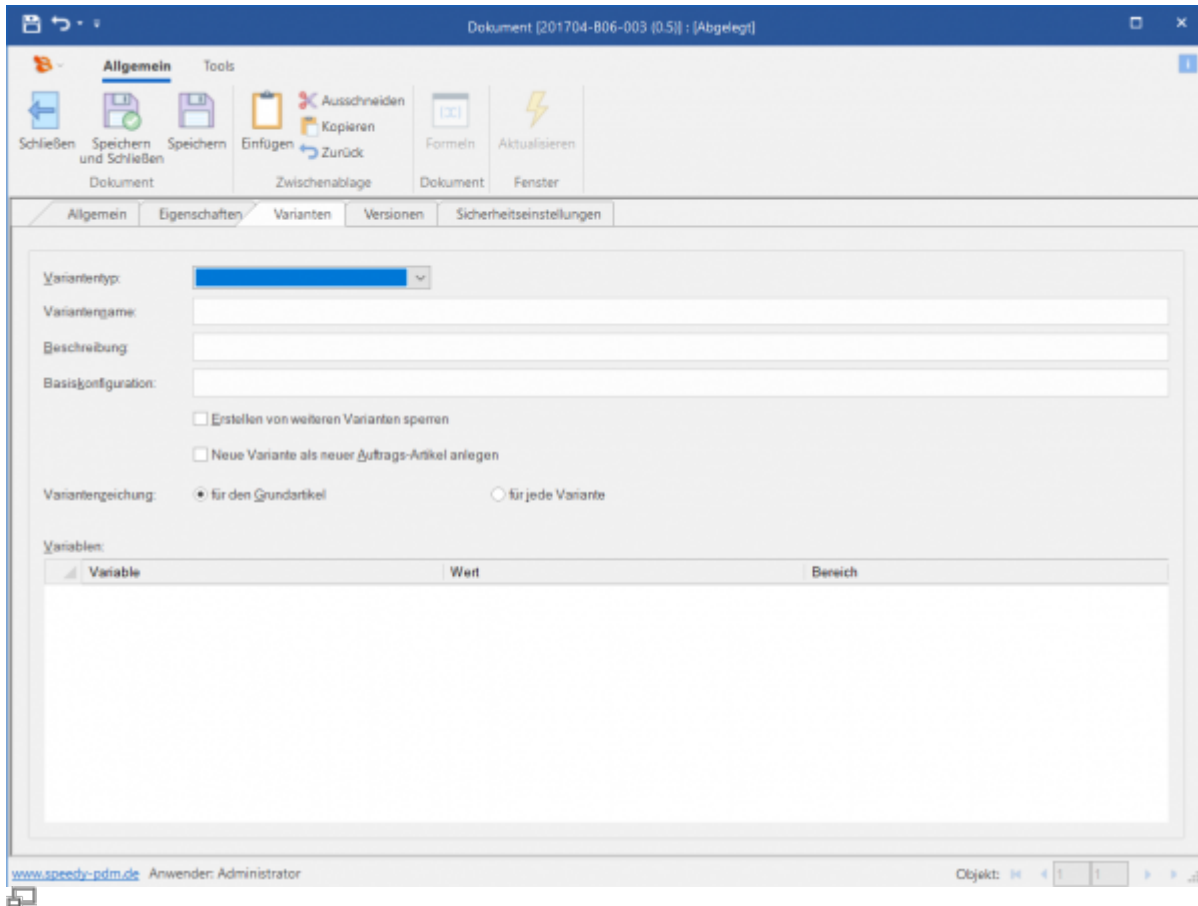 Dokument [201704-B06-003 (0.5)] : [Abgelegt]
Allgemein Tools
Schließen Speichern und Schließen Speichern Einfügen Ausschneiden Kopieren Zurück Formeln Aktualisieren
Dokument Zwischenablage Dokument Fenster
Allgemein Eigenschaften Varianten Versionen Sicherheitseinstellungen
Variantentyp:
Variantenname:
Beschreibung:
Basiskonfiguration:
Erstellen von weiteren Varianten sperren
Neue Variante als neuer Auftrags-Artikel anlegen
Variantenzeichung: für den Grundartikel für jede Variante
Variablen:
Variable Wert Bereich
www.speedy-pdm.de Anwender: Administrator Objekt: 1 1